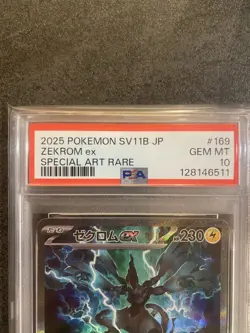 2025 POKEMON SV11B JP #169
ZEKROM ex GEM MT
SPECIAL ART RARE PSA 10
128146511
ゼクロムex HP230